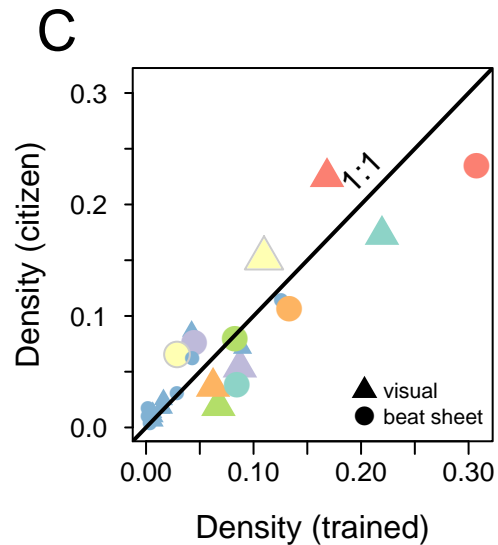 C
0.3
0.2
0.1
0.0
Density (citizen)
1:1
visual
beat sheet
0.00
0.10
0.20
0.30
Density (trained)